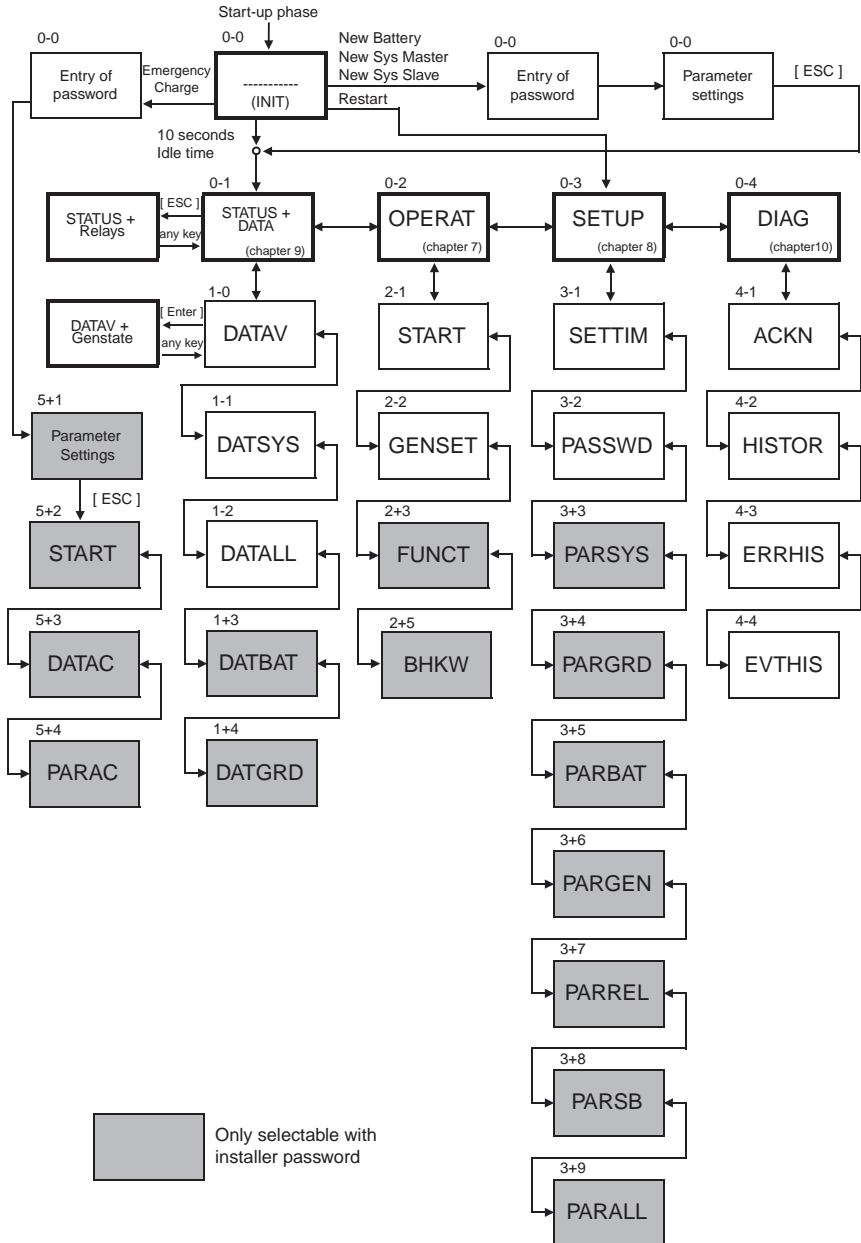 Start-up phase
0-0
0-0
New Battery
New Sys Master
New Sys Slave
0-0
0-0
Entry of
password
Emergency
Charge
-----------
(INIT)
Restart
Entry of
password
Parameter
settings
[ ESC ]
10 seconds
Idle time
0-1
0-2
0-3
0-4
STATUS +
Relays
[ ESC ]
any key
STATUS +
DATA
(chapter 9)
OPERAT
(chapter 7)
SETUP
(chapter 8)
DIAG
(chapter10)
1-0
2-1
3-1
4-1
DATAV +
Genstate
[ Enter ]
any key
DATAV
START
SETTIM
ACKN
5+1
1-1
2-2
3-2
4-2
Parameter
Settings
DATSYS
GENSET
PASSWD
HISTOR
[ ESC ]
5+2
1-2
2+3
3+3
4-3
START
DATALL
FUNCT
PARSYS
ERRHIS
5+3
1+3
2+5
3+4
4-4
DATAC
DATBAT
BHKW
PARGRD
EVTHIS
5+4
1+4
3+5
PARAC
DATGRD
PARBAT
3+6
PARGEN
3+7
PARREL
3+8
PARSB
Only selectable with
installer password
3+9
PARALL